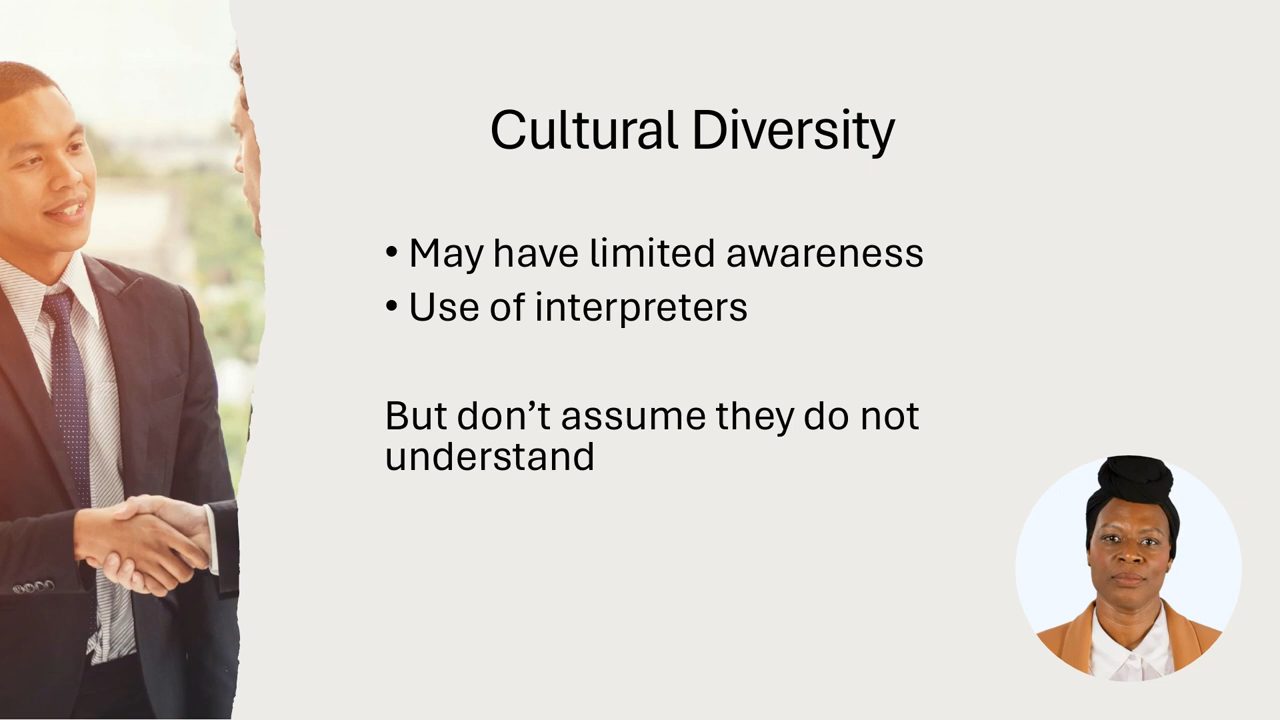 Cultural Diversity
• May have limited awareness
• Use of interpreters
But don’t assume they do not
understand